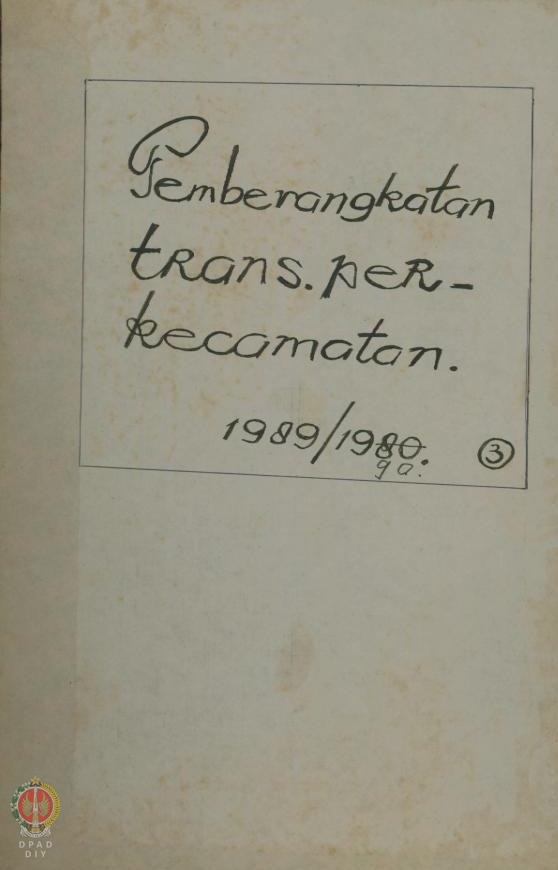 Pemberangkatan
trans. per-
kecamatan.
1989/1980.
90.
3
DPAD
DIY